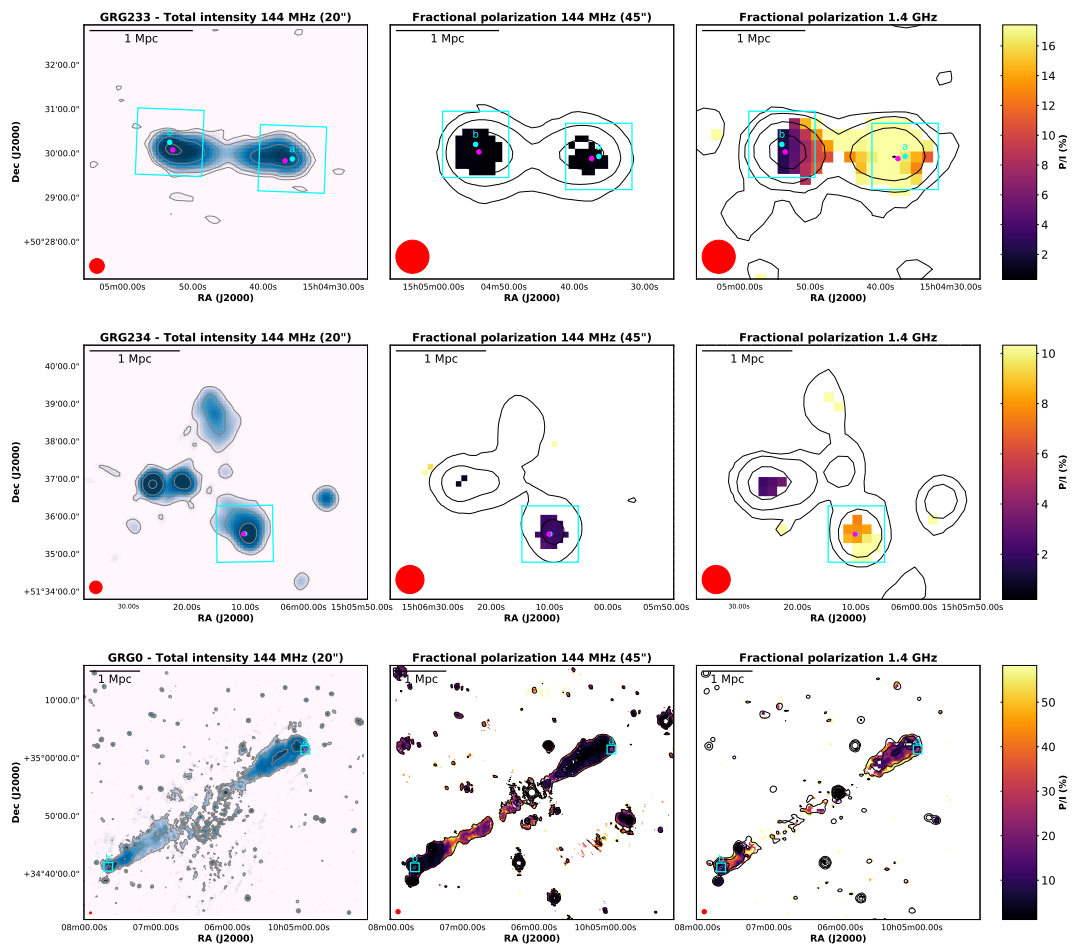 GRG233 - Total intensity 144 MHz (20")
Fractional polarization 144 MHz (45")
Fractional polarization 1.4 GHz
1 Mpc
1 Mpc
1 Mpc
32'00.0"
31'00.0"
30'00.0"
29'00.0"
+50°28'00.0"
Dec (J2000)
b
a
b
a
b
a
05m00.00s
50.00s
40.00s
15h04m30.00s
15h05m00.00s
04m50.00s
40.00s
30.00s
05m00.00s
50.00s
40.00s
15h04m30.00s
RA (J2000)
RA (J2000)
RA (J2000)
16
14
12
10
8
6
4
2
P/I (%)
GRG234 - Total intensity 144 MHz (20")
Fractional polarization 144 MHz (45")
Fractional polarization 1.4 GHz
1 Mpc
1 Mpc
1 Mpc
40'00.0"
39'00.0"
38'00.0"
37'00.0"
36'00.0"
35'00.0"
+51°34'00.0"
Dec (J2000)
30.00s
20.00s
10.00s
06m00.00s
15h05m50.00s
15h06m30.00s
20.00s
10.00s
00.00s
05m50.00s
30.00s
20.00s
10.00s
06m00.00s
15h05m50.00s
RA (J2000)
RA (J2000)
RA (J2000)
10
8
6
4
2
P/I (%)
GRG0 - Total intensity 144 MHz (20")
Fractional polarization 144 MHz (45")
Fractional polarization 1.4 GHz
1 Mpc
1 Mpc
1 Mpc
10'00.0"
+35°00'00.0"
50'00.0"
+34°40'00.0"
Dec (J2000)
08m00.00s
07m00.00s
06m00.00s
10h05m00.00s
08m00.00s
07m00.00s
06m00.00s
10h05m00.00s
08m00.00s
07m00.00s
06m00.00s
10h05m00.00s
RA (J2000)
RA (J2000)
RA (J2000)
50
40
30
20
10
P/I (%)